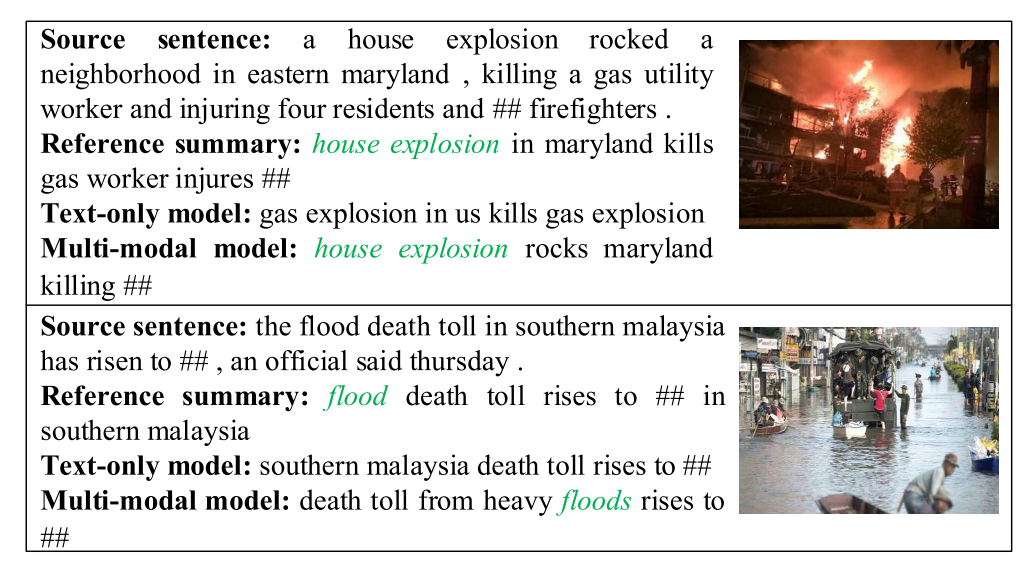 Source sentence: a house explosion rocked a
neighborhood in eastern maryland , killing a gas utility
worker and injuring four residents and ## firefighters .
Reference summary: house explosion in maryland kills
gas worker injures ##
Text-only model: gas explosion in us kills gas explosion
Multi-modal model: house explosion rocks maryland
killing ##
Source sentence: the flood death toll in southern malaysia
has risen to ## , an official said thursday .
Reference summary: flood death toll rises to ## in
southern malaysia
Text-only model: southern malaysia death toll rises to ##
Multi-modal model: death toll from heavy floods rises to
##